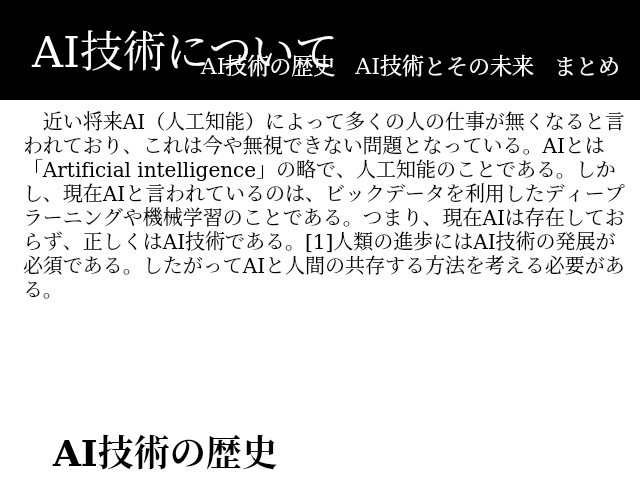 AI技術について
AI技術の歴史　AI技術とその未来　まとめ
　近い将来AI（人工知能）によって多くの人の仕事が無くなると言
われており、これは今や無視できない問題となっている。AIとは
「Artificial intelligence」の略で、人工知能のことである。しか
し、現在AIと言われているのは、ビックデータを利用したディープ
ラーニングや機械学習のことである。つまり、現在AIは存在してお
らず、正しくはAI技術である。[1]人類の進歩にはAI技術の発展が
必須である。したがってAIと人間の共存する方法を考える必要があ
る。
AI技術の歴史